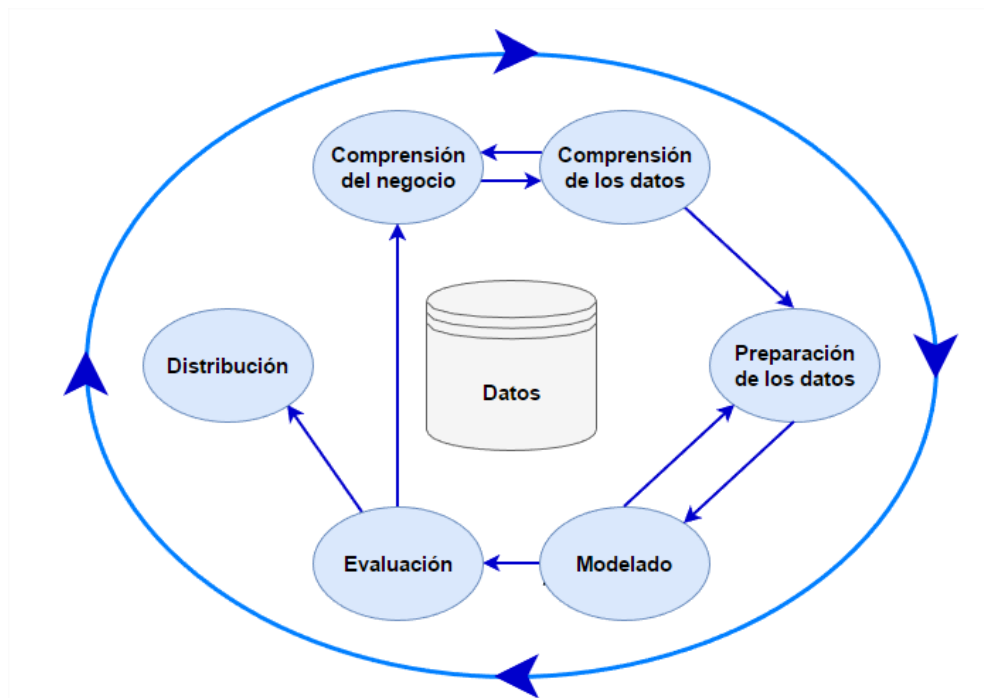 Comprensión
del negocio
Comprensión
de los datos
Distribución
Datos
Preparación
de los datos
Evaluación
Modelado